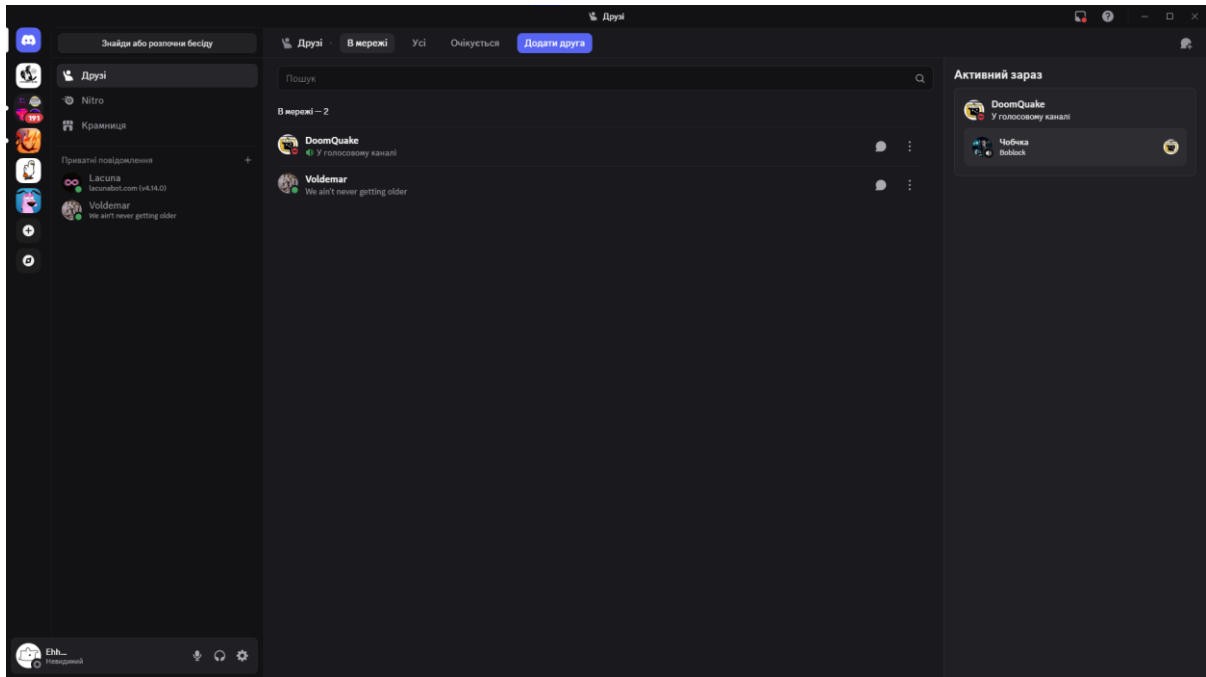 Друзі
Знайди або розпочни бесіду
Друзі
В мережі
Усі
Очікується
Додати друга
Друзі
Nitro
Крамниця
Приватні повідомлення
Lacuna
lacunabot.com (v4.14.0)
Voldemar
We ain't never getting older
191
Пошук
В мережі — 2
DoomQuake
У голосовому каналі
Voldemar
We ain't never getting older
Активний зараз
DoomQuake
У голосовому каналі
Чобчка
Boblock
Ehh_
Невидимий